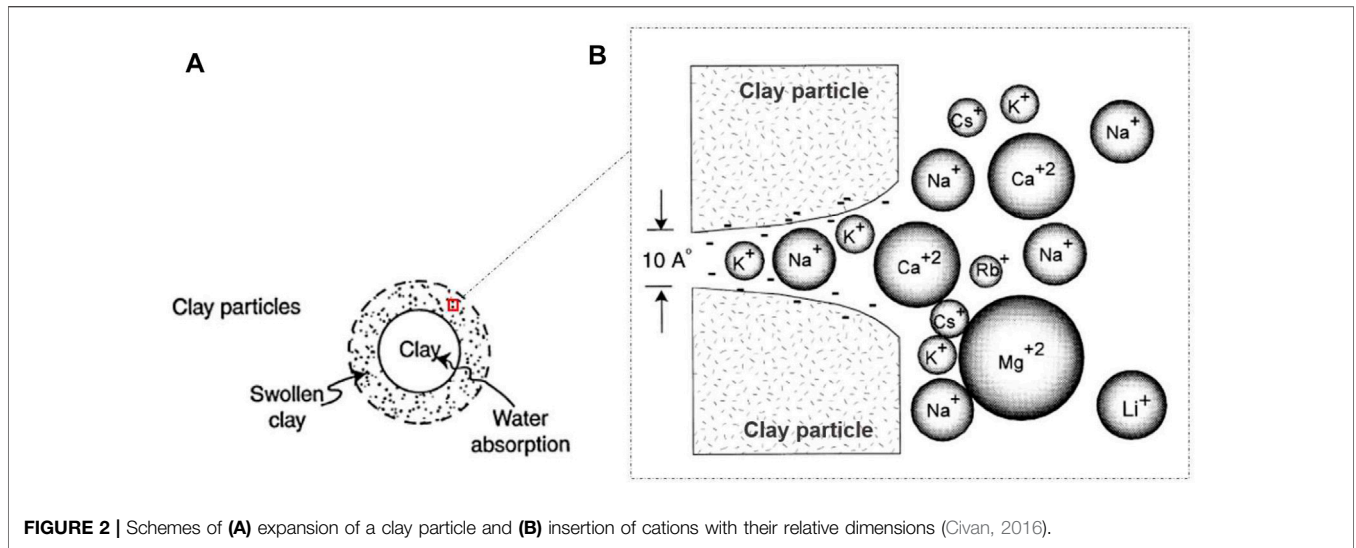 A
B
Clay particle
Cs+
K+
Na+
Na+
Ca+2
10 A°
K+
Na+
K+
Ca+2
Rb+
Na+
Clay particles
Clay
Cs+
K+
Mg+2
Swollen
clay
Water
absorption
Na+
Li+
Clay particle
FIGURE 2 | Schemes of (A) expansion of a clay particle and (B) insertion of cations with their relative dimensions (Civan, 2016).